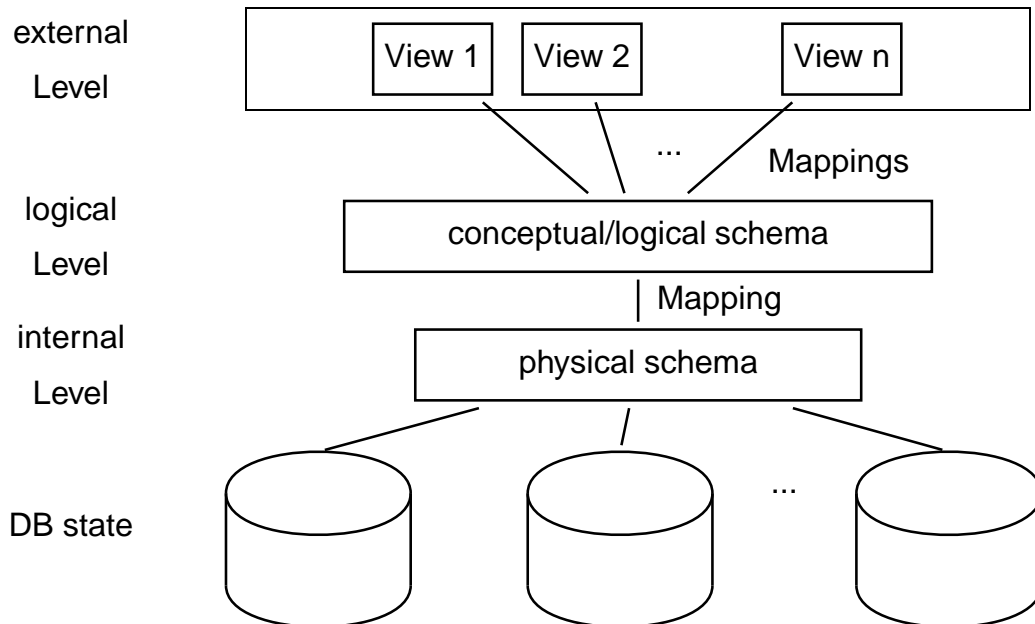 external
Level
View 1
View 2
View n
...
Mappings
logical
Level
conceptual/logical schema
Mapping
internal
Level
physical schema
DB state
...